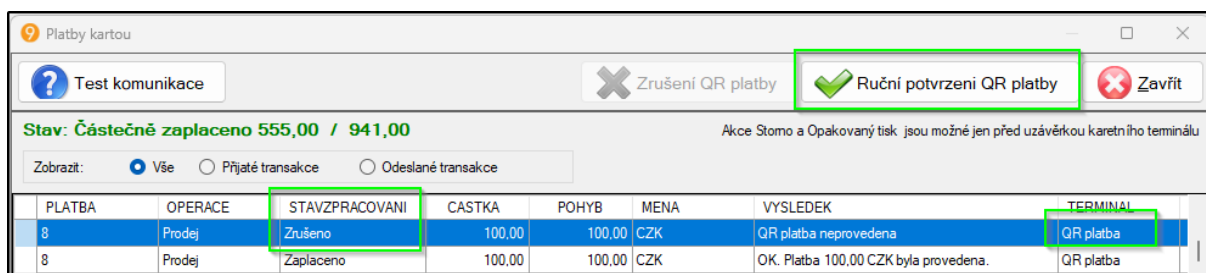 9 Platby kartou
? Test komunikace Zrušení QR platby Ruční potvrzeni QR platby Zavřít
Stav: Částečně zaplaceno 555,00 / 941,00 Akce Storno a Opakovaný tisk jsou možné jen před uzávěrkou karetního terminálu
Zobrazit: Vše Přijaté transakce Odeslané transakce
PLATBA OPERACE STAVZPRACOVANI CASTKA POHYB MENA VYSLEDEK TERMINAL
8 Prodej Zrušeno 100,00 100,00 CZK QR platba neprovedena QR platba
8 Prodej Zaplaceno 100,00 100,00 CZK OK. Platba 100,00 CZK byla provedena. QR platba